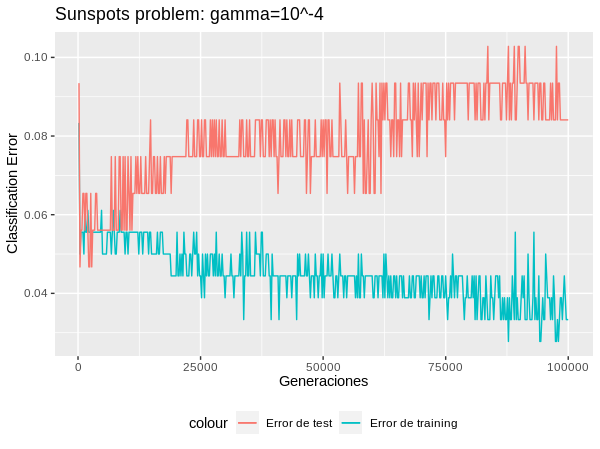 Sunspots problem: gamma=10^-4
Classification Error
0.10
0.08
0.06
0.04
0
25000
50000
75000
100000
Generaciones
colour
Error de test
Error de training